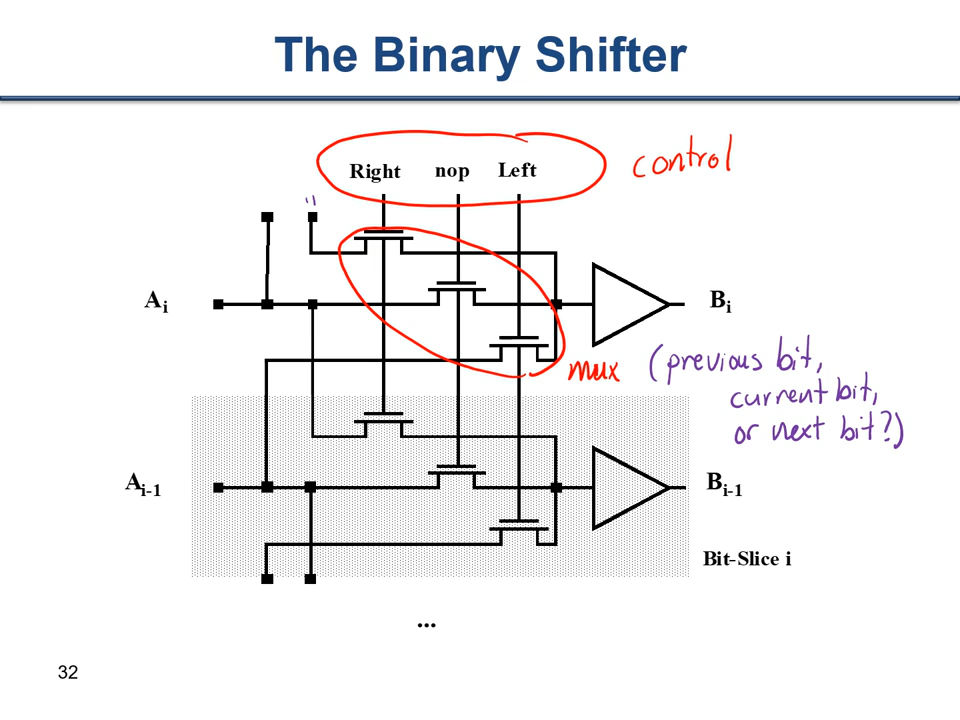 The Binary Shifter
Right nop Left
control
"
Ai Bi
mux (previous bit,
current bit,
or next bit?)
Ai-1 Bi-1
Bit-Slice i
...
32